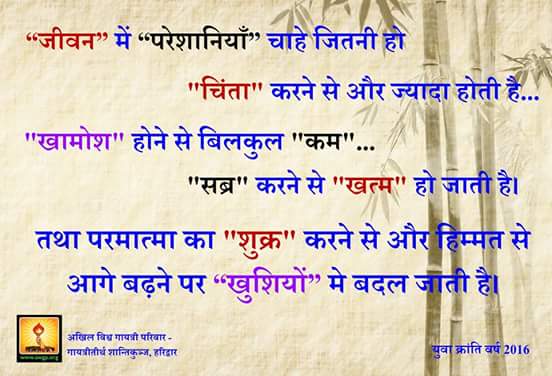 “जीवन” में “परेशानियाँ” चाहे जितनी हो
"चिंता" करने से और ज्यादा होती है...
"खामोश" होने से बिलकुल "कम"...
"सब्र" करने से "खत्म" हो जाती है।
तथा परमात्मा का "शुक्र" करने से और हिम्मत से
आगे बढ़ने पर “खुशियों” मे बदल जाती है।
अखिल विश्व गायत्री परिवार -
गायत्रीतीर्थ शान्तिकुञ्ज, हरिद्वार
युवा क्रांति वर्ष 2016
www.awgp.org